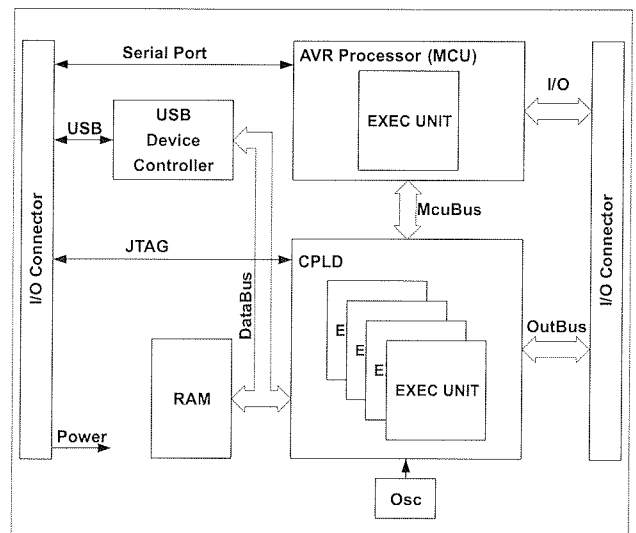 Serial Port
AVR Processor (MCU)
I/O
EXEC UNIT
USB
USB
Device
Controller
McuBus
JTAG
CPLD
I/O Connector
I/O Connector
DataBus
OutBus
E
E
E
EXEC UNIT
RAM
Power
Osc